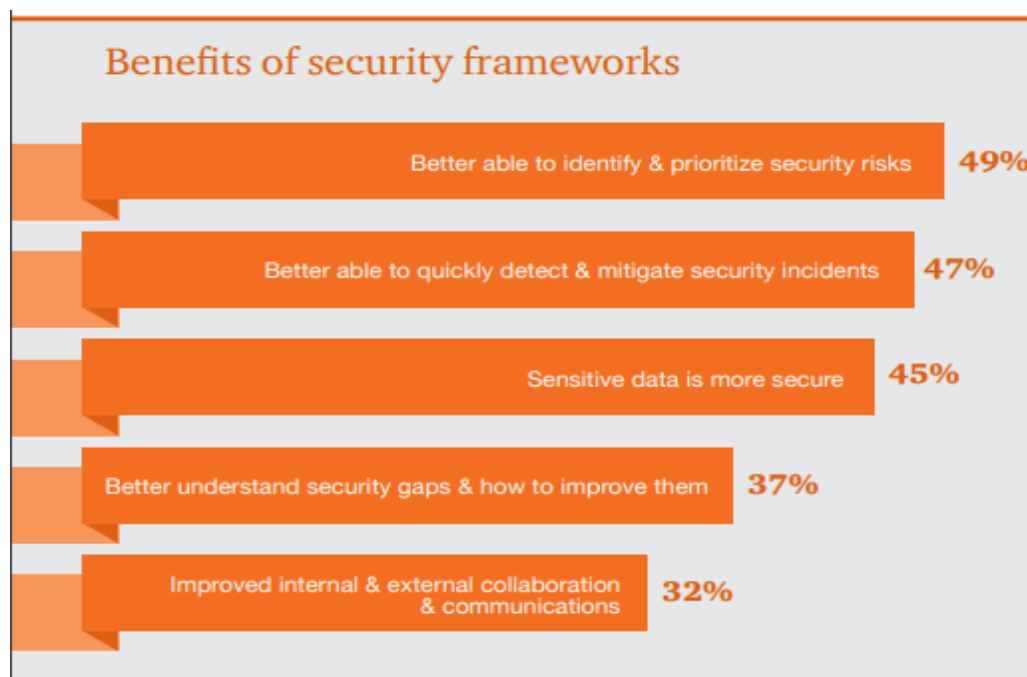 Benefits of security frameworks
Better able to identify & prioritize security risks 49%
Better able to quickly detect & mitigate security incidents 47%
Sensitive data is more secure 45%
Better understand security gaps & how to improve them 37%
Improved internal & external collaboration
& communications 32%